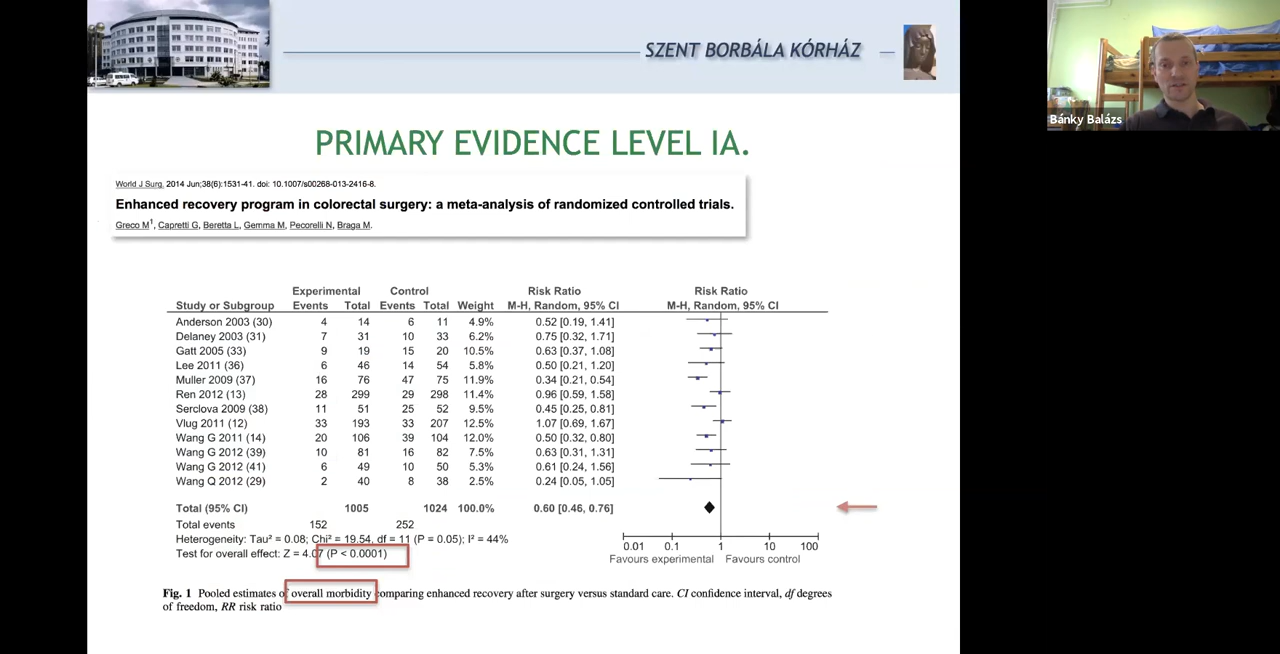 SZENT BORBÁLA KÓRHÁZ
Bánky Balázs
PRIMARY EVIDENCE LEVEL IA.
World J Surg. 2014 Jun;38(6):1531-41. doi: 10.1007/s00268-013-2416-8.
Enhanced recovery program in colorectal surgery: a meta-analysis of randomized controlled trials.
Greco M1, Capretti G, Beretta L, Gemma M, Pecorelli N, Braga M.
Experimental Control Risk Ratio Risk Ratio
Study or Subgroup Events Total Events Total Weight M-H, Random, 95% CI M-H, Random, 95% CI
Anderson 2003 (30) 4 14 6 11 4.9% 0.52 [0.19, 1.41]
Delaney 2003 (31) 7 31 10 33 6.2% 0.75 [0.32, 1.71]
Gatt 2005 (33) 9 19 15 20 10.5% 0.63 [0.37, 1.08]
Lee 2011 (36) 6 46 14 54 5.8% 0.50 [0.21, 1.20]
Muller 2009 (37) 16 76 47 75 11.9% 0.34 [0.21, 0.54]
Ren 2012 (13) 28 299 29 298 11.4% 0.96 [0.59, 1.58]
Serclova 2009 (38) 11 51 25 52 9.5% 0.45 [0.25, 0.81]
Vlug 2011 (12) 33 193 33 207 12.5% 1.07 [0.69, 1.67]
Wang G 2011 (14) 20 106 39 104 12.0% 0.50 [0.32, 0.80]
Wang G 2012 (39) 10 81 16 82 7.5% 0.63 [0.31, 1.31]
Wang G 2012 (41) 6 49 10 50 5.3% 0.61 [0.24, 1.56]
Wang Q 2012 (29) 2 40 8 38 2.5% 0.24 [0.05, 1.05]
Total (95% CI) 1005 1024 100.0% 0.60 [0.46, 0.76]
Total events 152 252
Heterogeneity: Tau² = 0.08; Chi² = 19.54, df = 11 (P = 0.05); I² = 44%
Test for overall effect: Z = 4.07 (P < 0.0001)
0.01 0.1 1 10 100
Favours experimental Favours control
Fig. 1 Pooled estimates of overall morbidity comparing enhanced recovery after surgery versus standard care. CI confidence interval, df degrees
of freedom, RR risk ratio